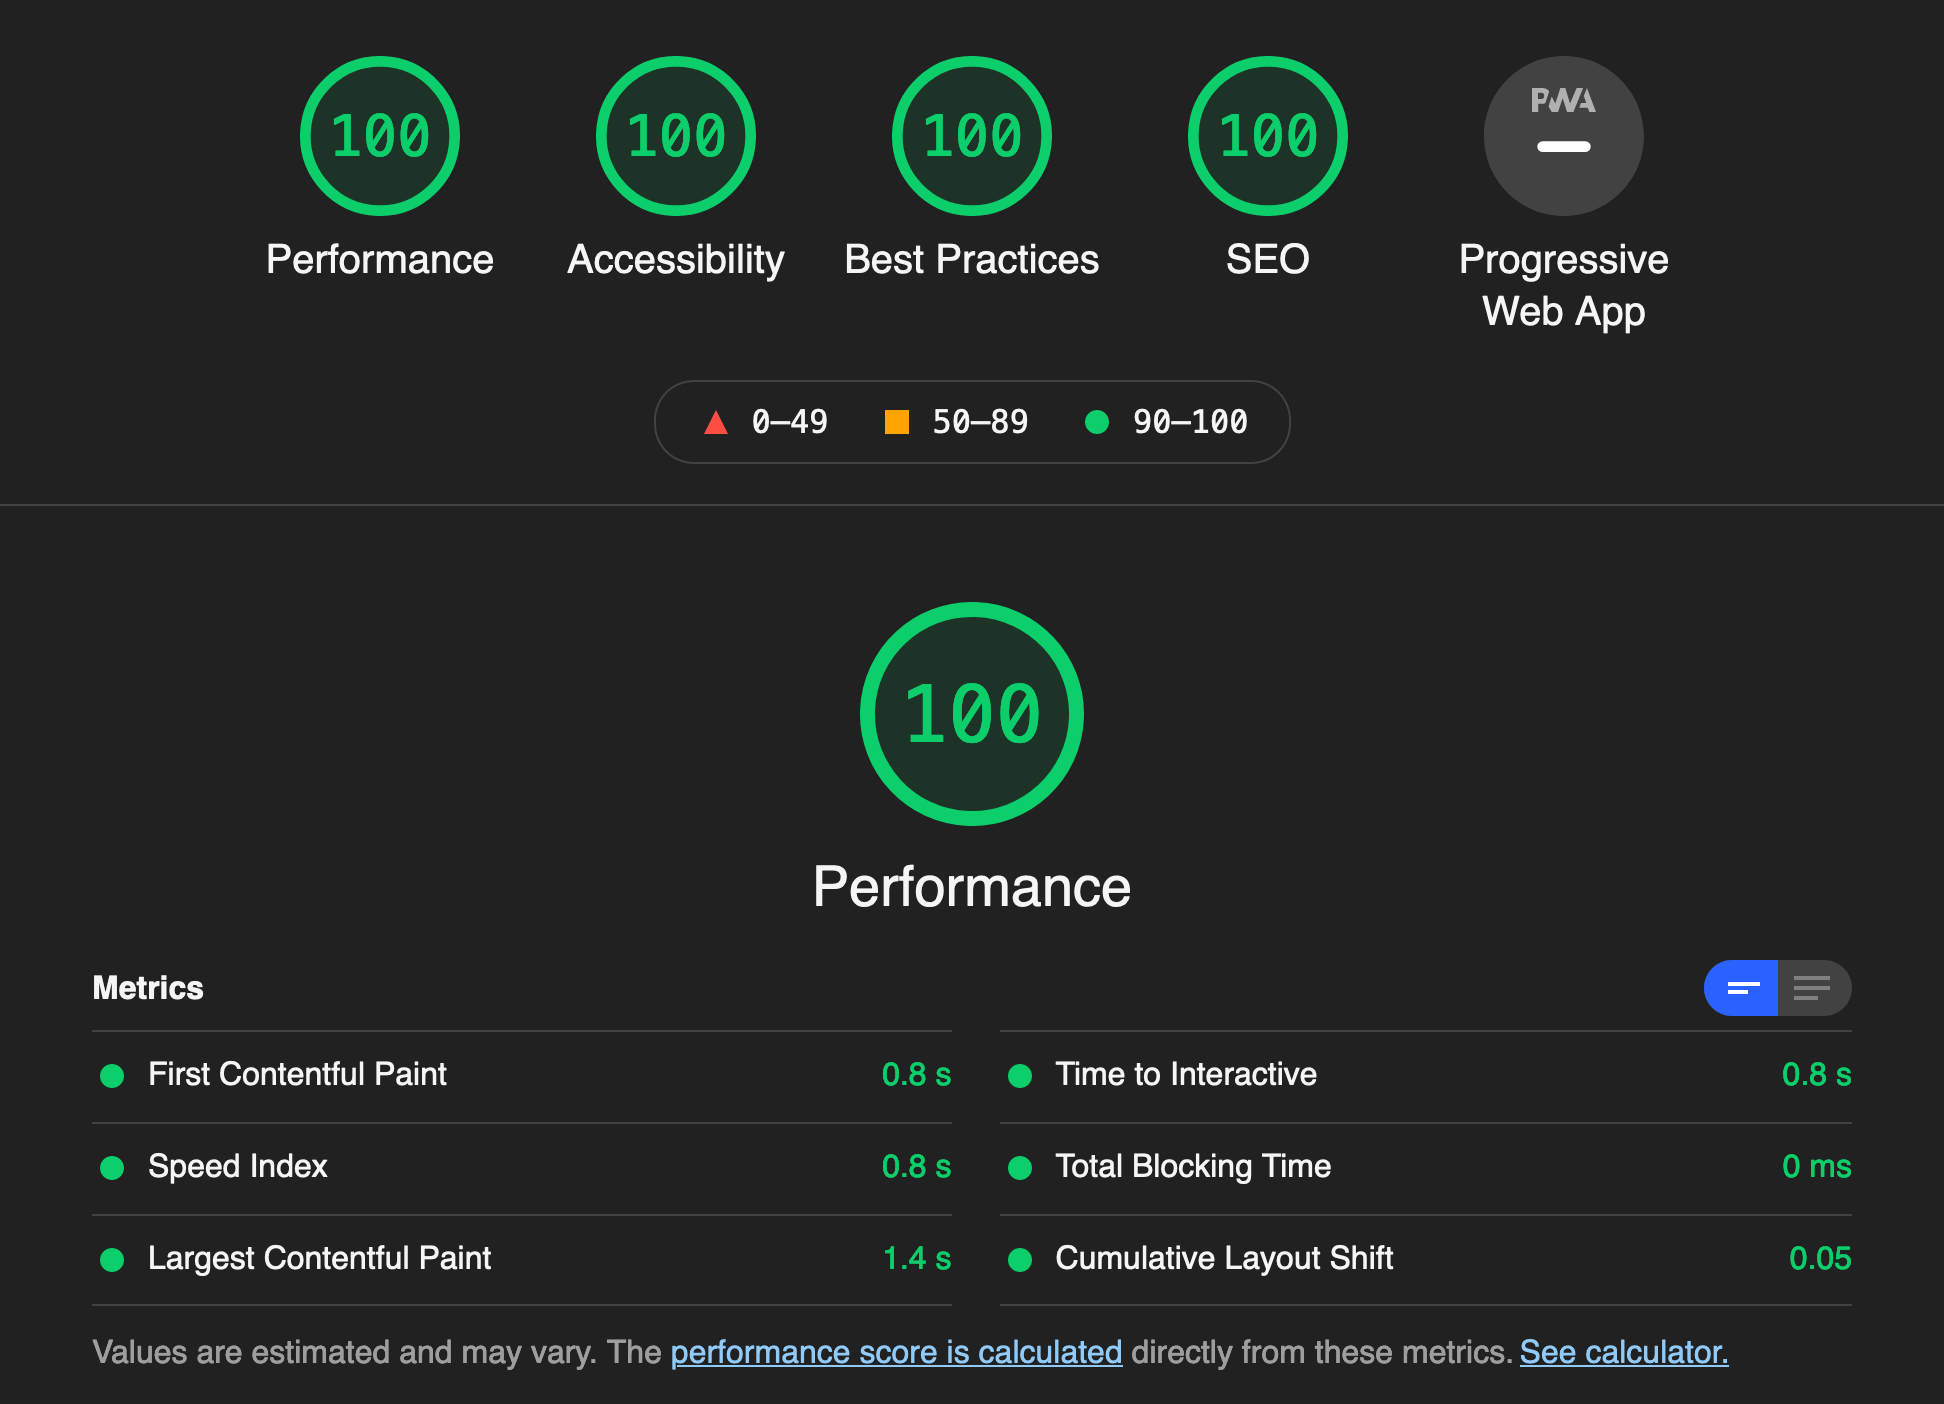 100 100 100 100 PWA
Performance Accessibility Best Practices SEO Progressive
Web App
0–49 50–89 90–100
100
Performance
Metrics
First Contentful Paint 0.8 s Time to Interactive 0.8 s
Speed Index 0.8 s Total Blocking Time 0 ms
Largest Contentful Paint 1.4 s Cumulative Layout Shift 0.05
Values are estimated and may vary. The performance score is calculated directly from these metrics. See calculator.